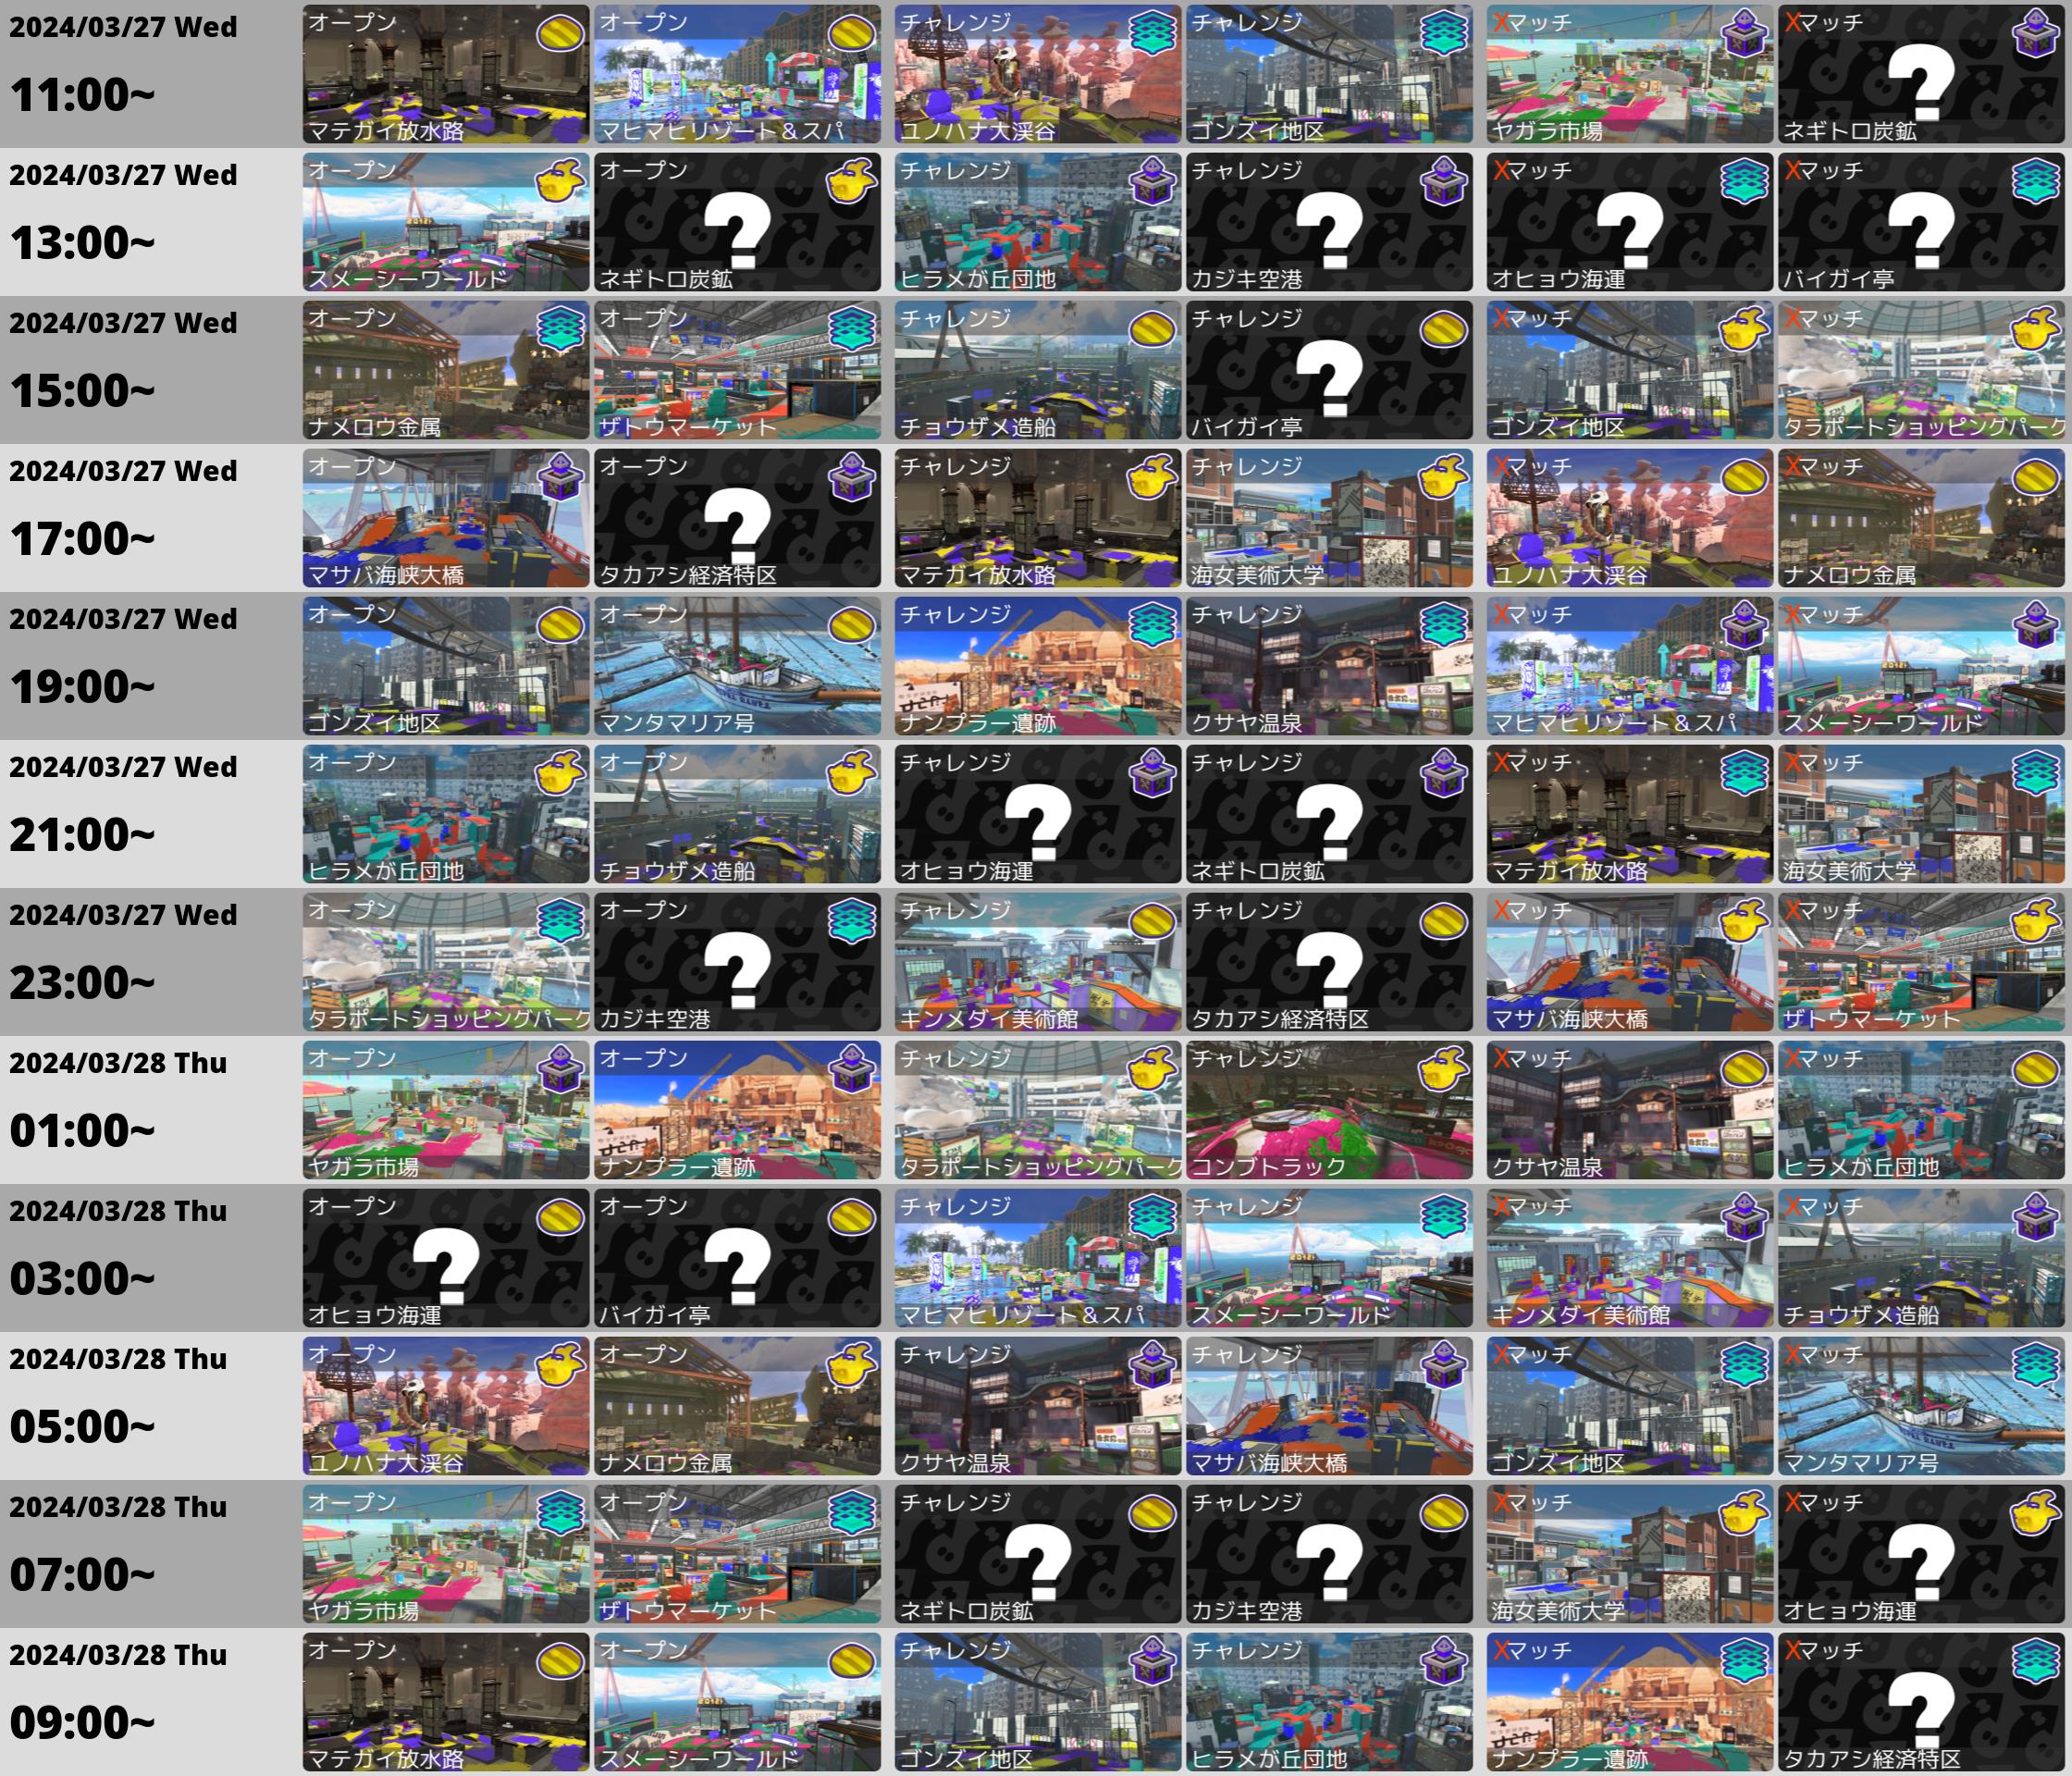 2024/03/27 Wed
11:00~
オープン
マテガイ放水路
オープン
マヒマヒリゾート＆スパ
チャレンジ
ユノハナ大渓谷
チャレンジ
ゴンズイ地区
Xマッチ
ヤガラ市場
Xマッチ
ネギトロ炭鉱
2024/03/27 Wed
13:00~
オープン
スメーシーワールド
オープン
ネギトロ炭鉱
チャレンジ
ヒラメが丘団地
チャレンジ
カジキ空港
Xマッチ
オヒョウ海運
Xマッチ
バイガイ亭
2024/03/27 Wed
15:00~
オープン
ナメロウ金属
オープン
ザトウマーケット
チャレンジ
チョウザメ造船
チャレンジ
バイガイ亭
Xマッチ
ゴンズイ地区
Xマッチ
タラポートショッピングパーク
2024/03/27 Wed
17:00~
オープン
マサバ海峡大橋
オープン
タカアシ経済特区
チャレンジ
マテガイ放水路
チャレンジ
海女美術大学
Xマッチ
ユノハナ大渓谷
Xマッチ
ナメロウ金属
2024/03/27 Wed
19:00~
オープン
ゴンズイ地区
オープン
マンタマリア号
チャレンジ
ナンプラー遺跡
チャレンジ
クサヤ温泉
Xマッチ
マヒマヒリゾート＆スパ
Xマッチ
スメーシーワールド
2024/03/27 Wed
21:00~
オープン
ヒラメが丘団地
オープン
チョウザメ造船
チャレンジ
オヒョウ海運
チャレンジ
ネギトロ炭鉱
Xマッチ
マテガイ放水路
Xマッチ
海女美術大学
2024/03/27 Wed
23:00~
オープン
タラポートショッピングパーク
オープン
カジキ空港
チャレンジ
キンメダイ美術館
チャレンジ
タカアシ経済特区
Xマッチ
マサバ海峡大橋
Xマッチ
ザトウマーケット
2024/03/28 Thu
01:00~
オープン
ヤガラ市場
オープン
ナンプラー遺跡
チャレンジ
タラポートショッピングパーク
チャレンジ
コンブトラック
Xマッチ
クサヤ温泉
Xマッチ
ヒラメが丘団地
2024/03/28 Thu
03:00~
オープン
オヒョウ海運
オープン
バイガイ亭
チャレンジ
マヒマヒリゾート＆スパ
チャレンジ
スメーシーワールド
Xマッチ
キンメダイ美術館
Xマッチ
チョウザメ造船
2024/03/28 Thu
05:00~
オープン
ユノハナ大渓谷
オープン
ナメロウ金属
チャレンジ
クサヤ温泉
チャレンジ
マサバ海峡大橋
Xマッチ
ゴンズイ地区
Xマッチ
マンタマリア号
2024/03/28 Thu
07:00~
オープン
ヤガラ市場
オープン
ザトウマーケット
チャレンジ
ネギトロ炭鉱
チャレンジ
カジキ空港
Xマッチ
海女美術大学
Xマッチ
オヒョウ海運
2024/03/28 Thu
09:00~
オープン
マテガイ放水路
オープン
スメーシーワールド
チャレンジ
ゴンズイ地区
チャレンジ
ヒラメが丘団地
Xマッチ
ナンプラー遺跡
Xマッチ
タカアシ経済特区